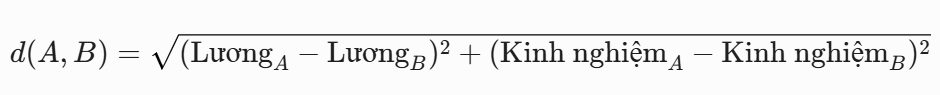 d(A, B) = √(Lương_A − Lương_B)² + (Kinh nghiệm_A − Kinh nghiệm_B)²